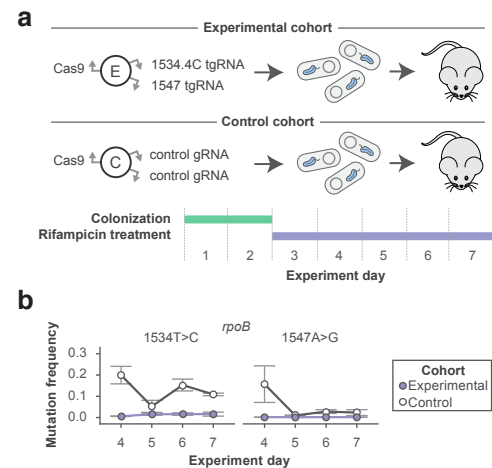 a
Experimental cohort
Cas9 E 1534.4C tgRNA
1547 tgRNA
Control cohort
Cas9 C control gRNA
control gRNA
Colonization
Rifampicin treatment
1 2 3 4 5 6 7
Experiment day
b
rpoB
1534T>C 1547A>G
Mutation frequency
0.3
0.2
0.1
0.0
4 5 6 7 4 5 6 7
Experiment day
Cohort
Experimental
Control